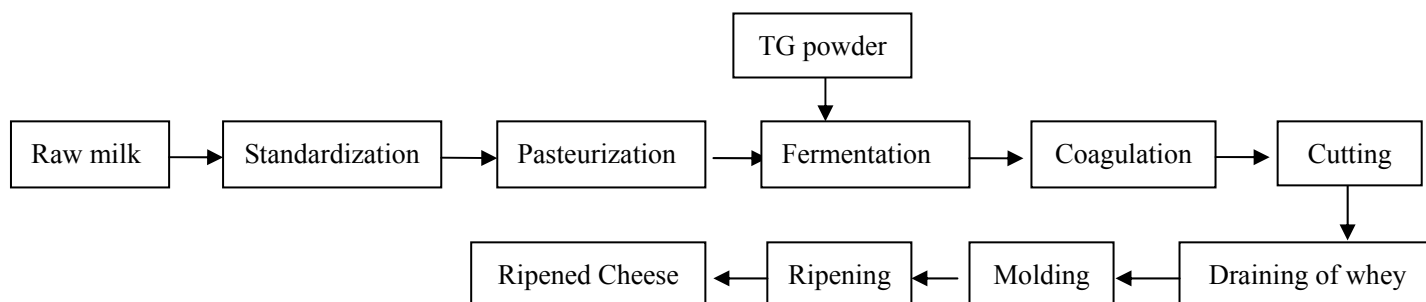 TG powder
Raw milk
Standardization
Pasteurization
Fermentation
Coagulation
Cutting
Draining of whey
Molding
Ripening
Ripened Cheese